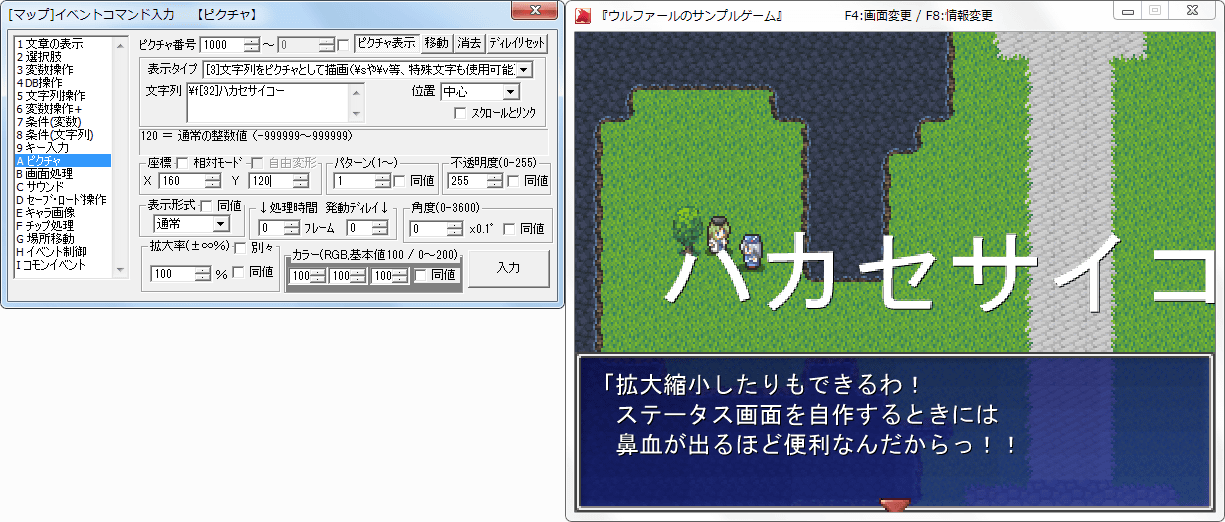 [マップ]イベントコマンド入力　【ピクチャ】
1 文章の表示
2 選択肢
3 変数操作
4 DB操作
5 文字列操作
6 変数操作+
7 条件(変数)
8 条件(文字列)
9 キー入力
A ピクチャ
B 画面処理
C サウンド
D セーブ・ロード操作
E キャラ画像
F チップ処理
G 場所移動
H イベント制御
I コモンイベント
ピクチャ番号 1000 ～ 0 ピクチャ表示 移動 消去 ディレイリセット
表示タイプ [3]文字列をピクチャとして描画(¥sや¥v等、特殊文字も使用可能)
文字列 ¥f[32]ハカセサイコー 位置 中心
スクロールとリンク
120 ＝ 通常の整数値 (-999999～999999)
座標 相対モード 自由変形 パターン(1～) 不透明度(0-255)
X 160 Y 120 1 同値 255 同値
表示形式 同値 ↓処理時間 発動ディレイ↓ 角度(0-3600)
通常 0 フレーム 0 0 x0.1° 同値
拡大率(±∞%) 別々 カラー(RGB,基本値100 / 0～200)
100 % 同値 100 100 100 同値 入力
『ウルファールのサンプルゲーム』 F4:画面変更 / F8:情報変更
ハカセサイコ
「拡大縮小したりもできるわ！
ステータス画面を自作するときには
鼻血が出るほど便利なんだからっ！！